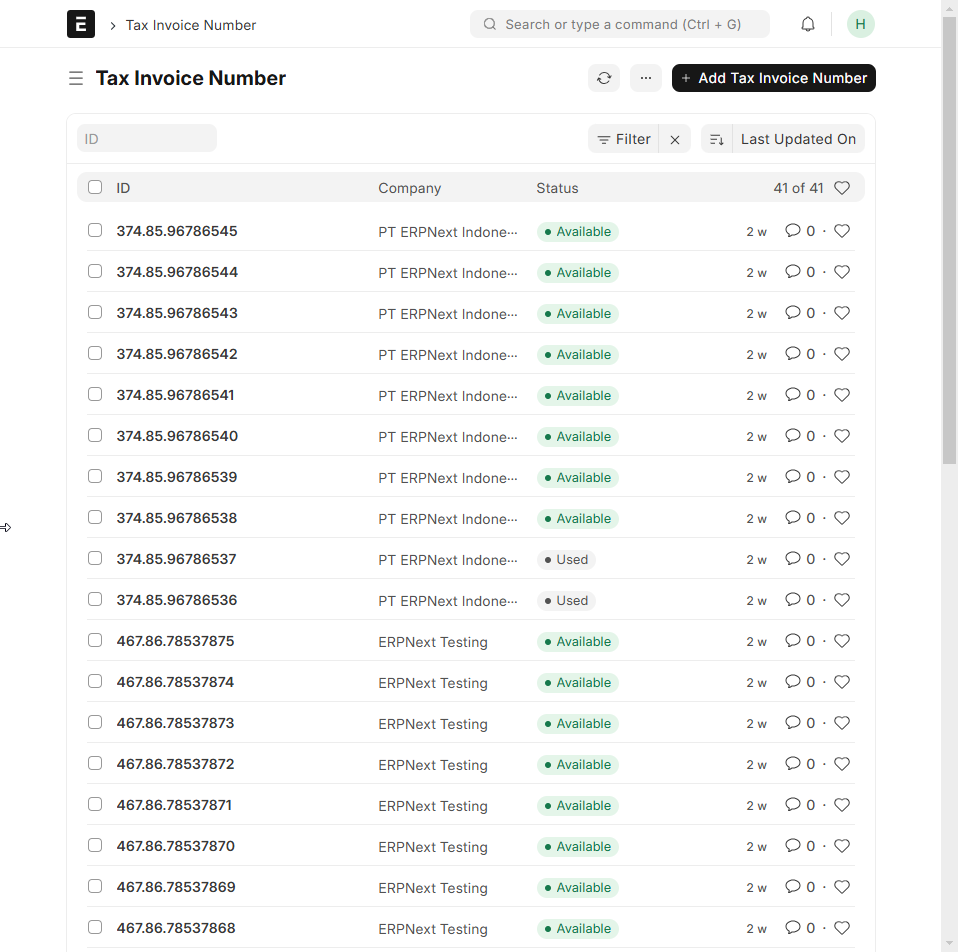 E Tax Invoice Number Search or type a command (Ctrl + G) H
Tax Invoice Number ... + Add Tax Invoice Number
ID Filter Last Updated On
ID Company Status 41 of 41
374.85.96786545 PT ERPNext Indone··· Available 2 w 0 ·
374.85.96786544 PT ERPNext Indone··· Available 2 w 0 ·
374.85.96786543 PT ERPNext Indone··· Available 2 w 0 ·
374.85.96786542 PT ERPNext Indone··· Available 2 w 0 ·
374.85.96786541 PT ERPNext Indone··· Available 2 w 0 ·
374.85.96786540 PT ERPNext Indone··· Available 2 w 0 ·
374.85.96786539 PT ERPNext Indone··· Available 2 w 0 ·
374.85.96786538 PT ERPNext Indone··· Available 2 w 0 ·
374.85.96786537 PT ERPNext Indone··· Used 2 w 0 ·
374.85.96786536 PT ERPNext Indone··· Used 2 w 0 ·
467.86.78537875 ERPNext Testing Available 2 w 0 ·
467.86.78537874 ERPNext Testing Available 2 w 0 ·
467.86.78537873 ERPNext Testing Available 2 w 0 ·
467.86.78537872 ERPNext Testing Available 2 w 0 ·
467.86.78537871 ERPNext Testing Available 2 w 0 ·
467.86.78537870 ERPNext Testing Available 2 w 0 ·
467.86.78537869 ERPNext Testing Available 2 w 0 ·
467.86.78537868 ERPNext Testing Available 2 w 0 ·